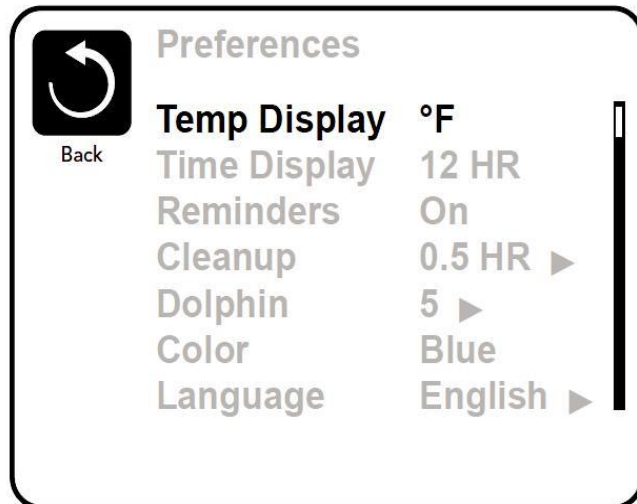 Preferences
Back
Temp Display °F
Time Display 12 HR
Reminders On
Cleanup 0.5 HR ▶
Dolphin 5 ▶
Color Blue
Language English ▶